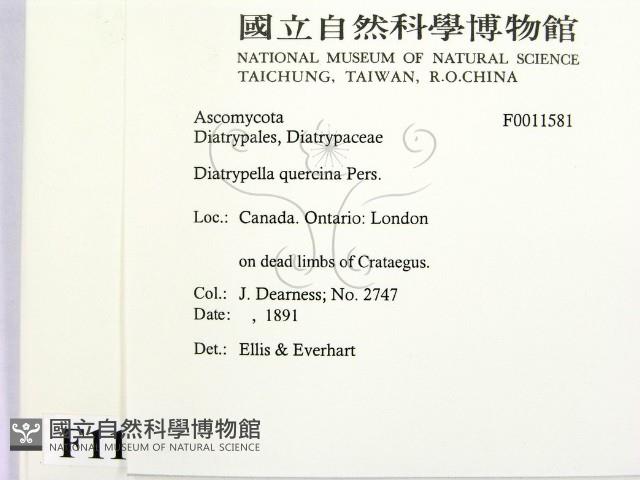 國立自然科學博物館
NATIONAL MUSEUM OF NATURAL SCIENCE
TAICHUNG, TAIWAN, R.O.CHINA
Ascomycota F0011581
Diatrypales, Diatrypaceae
Diatrypella quercina Pers.
Loc.: Canada. Ontario: London
on dead limbs of Crataegus.
Col.: J. Dearness; No. 2747
Date: , 1891
Det.: Ellis & Everhart
國立自然科學博物館
NATIONAL MUSEUM OF NATURAL SCIENCE
F11